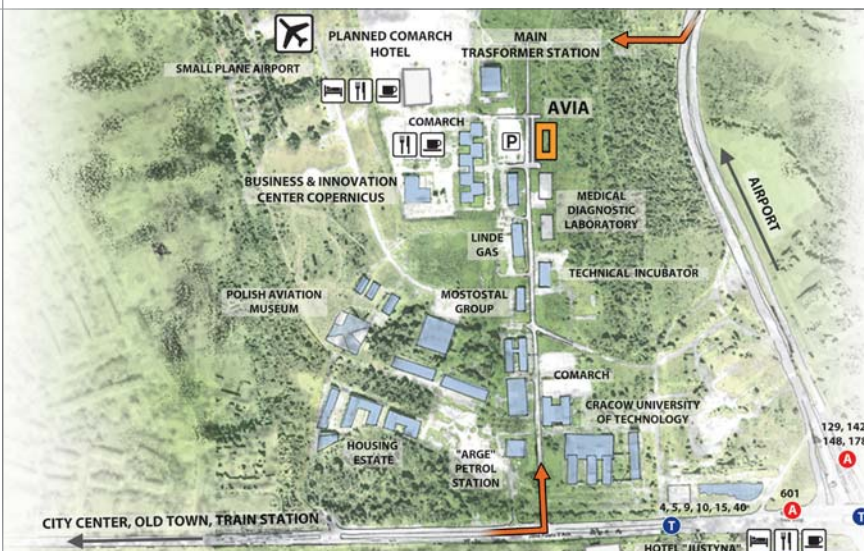 PLANNED COMARCH
HOTEL
MAIN
TRASFORMER STATION
SMALL PLANE AIRPORT
AVIA
COMARCH
P
BUSINESS & INNOVATION
CENTER COPERNICUS
MEDICAL
DIAGNOSTIC
LABORATORY
AIRPORT
LINDE
GAS
TECHNICAL INCUBATOR
POLISH AVIATION
MUSEUM
MOSTOSTAL
GROUP
COMARCH
CRACOW UNIVERSITY
OF TECHNOLOGY
129, 142
148, 178
A
HOUSING
ESTATE
"ARGE"
PETROL
STATION
4, 5, 9, 10, 15, 40
T
601
A
T
CITY CENTER, OLD TOWN, TRAIN STATION
HOTEL "JUSTYNA"